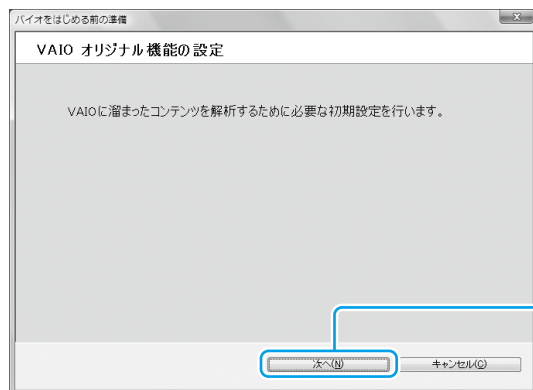 バイオをはじめる前の準備
VAIO オリジナル機能の設定
VAIOに溜まったコンテンツを解析するために必要な初期設定を行います。
次へ(N)
キャンセル(C)